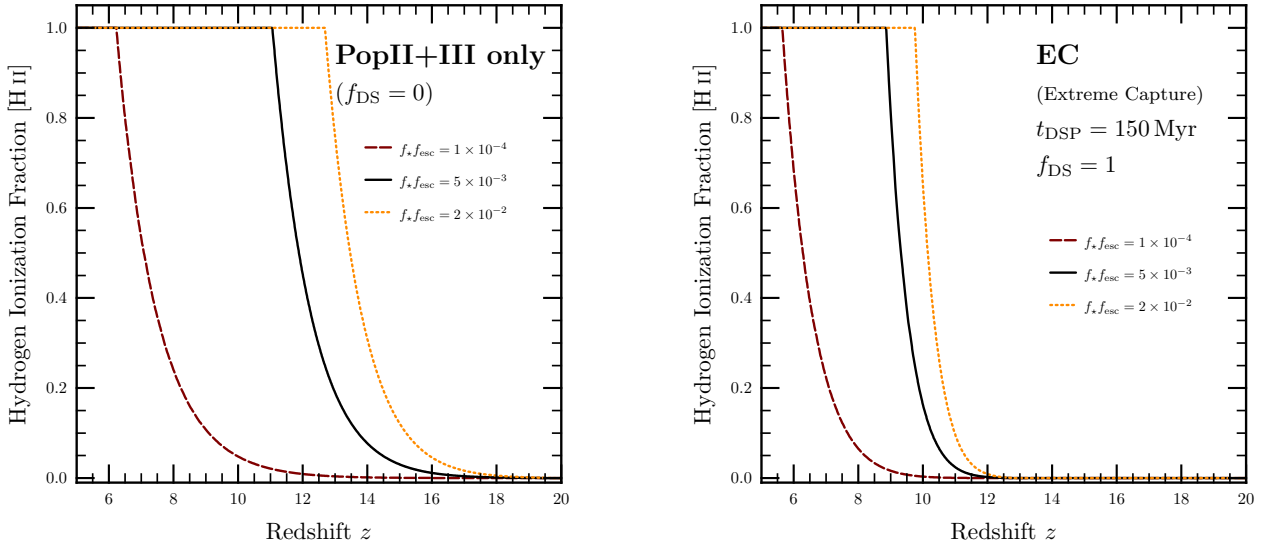 PopII+III only
(f_DS = 0)
f⋆f_esc = 1 × 10⁻⁴
f⋆f_esc = 5 × 10⁻³
f⋆f_esc = 2 × 10⁻²
Hydrogen Ionization Fraction [H II]
1.0
0.8
0.6
0.4
0.2
0.0
6 8 10 12 14 16 18 20
Redshift z
EC
(Extreme Capture)
t_DSP = 150 Myr
f_DS = 1
f⋆f_esc = 1 × 10⁻⁴
f⋆f_esc = 5 × 10⁻³
f⋆f_esc = 2 × 10⁻²
Hydrogen Ionization Fraction [H II]
1.0
0.8
0.6
0.4
0.2
0.0
6 8 10 12 14 16 18 20
Redshift z